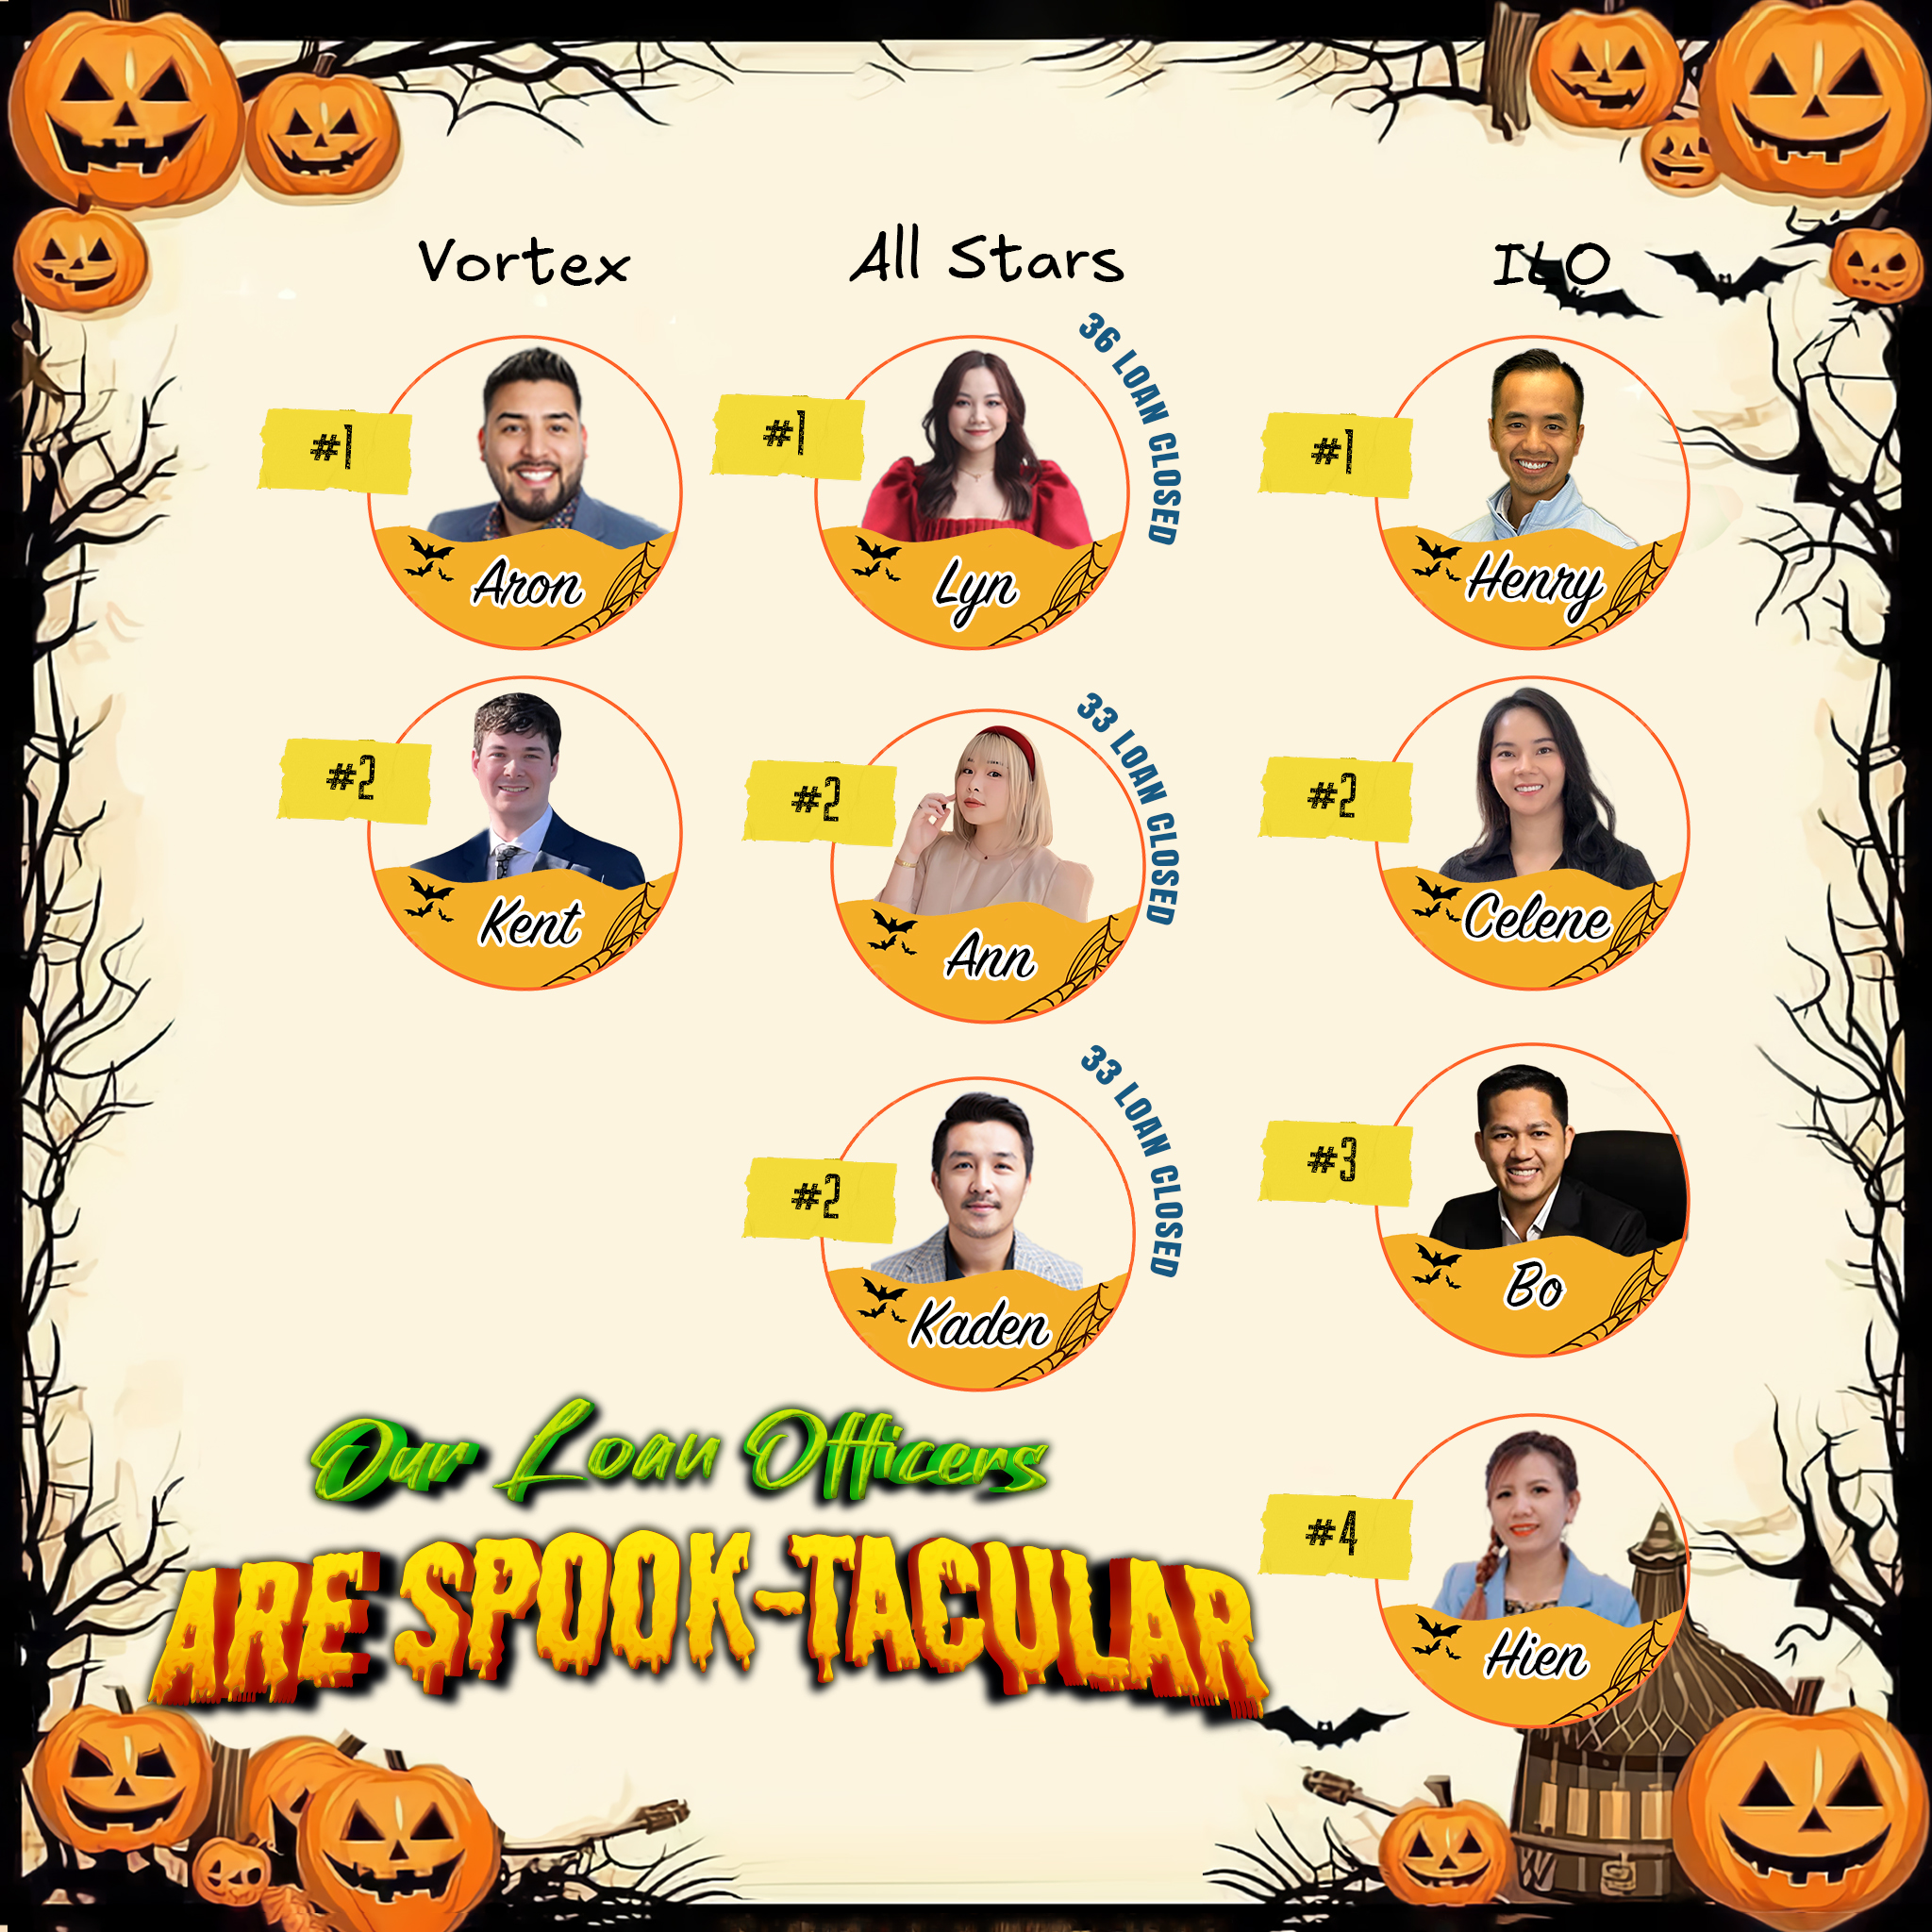 Vortex
All Stars
ILO
#1
Aron
#1
36 LOAN CLOSED
Lyn
#1
Henry
#2
Kent
#2
33 LOAN CLOSED
Ann
#2
Celene
#2
33 LOAN CLOSED
Kaden
#3
Bo
#4
Hien
Our Loan Officers
ARE SPOOK-TACULAR